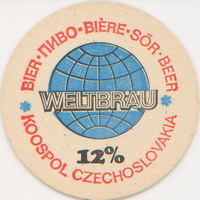 BIER·ПИВО·BIÈRE·SÖR·BEER
WELTBRÄU
12%
KOOSPOL CZECHOSLOVAKIA